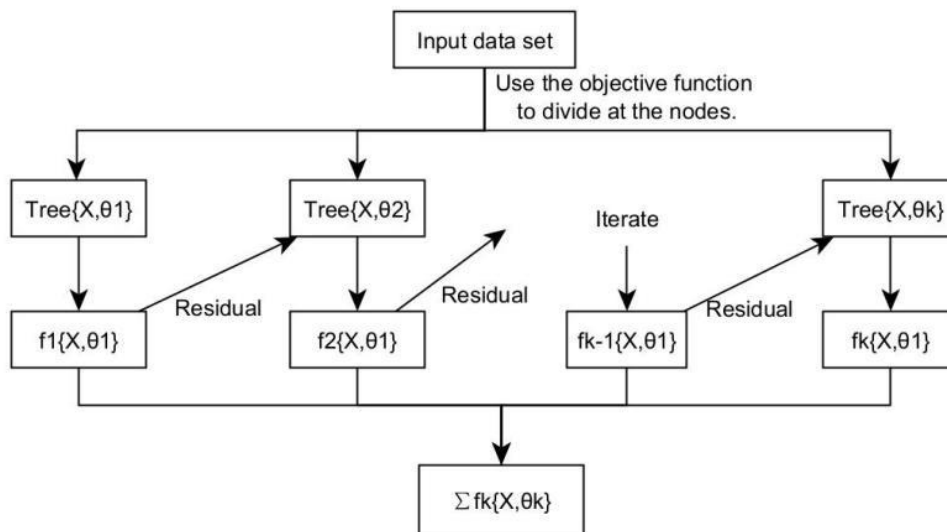 Input data set
Use the objective function
to divide at the nodes.
Tree{X,θ1}
Tree{X,θ2}
Tree{X,θk}
Iterate
Residual
Residual
Residual
f1{X,θ1}
f2{X,θ1}
fk-1{X,θ1}
fk{X,θ1}
Σfk{X,θk}